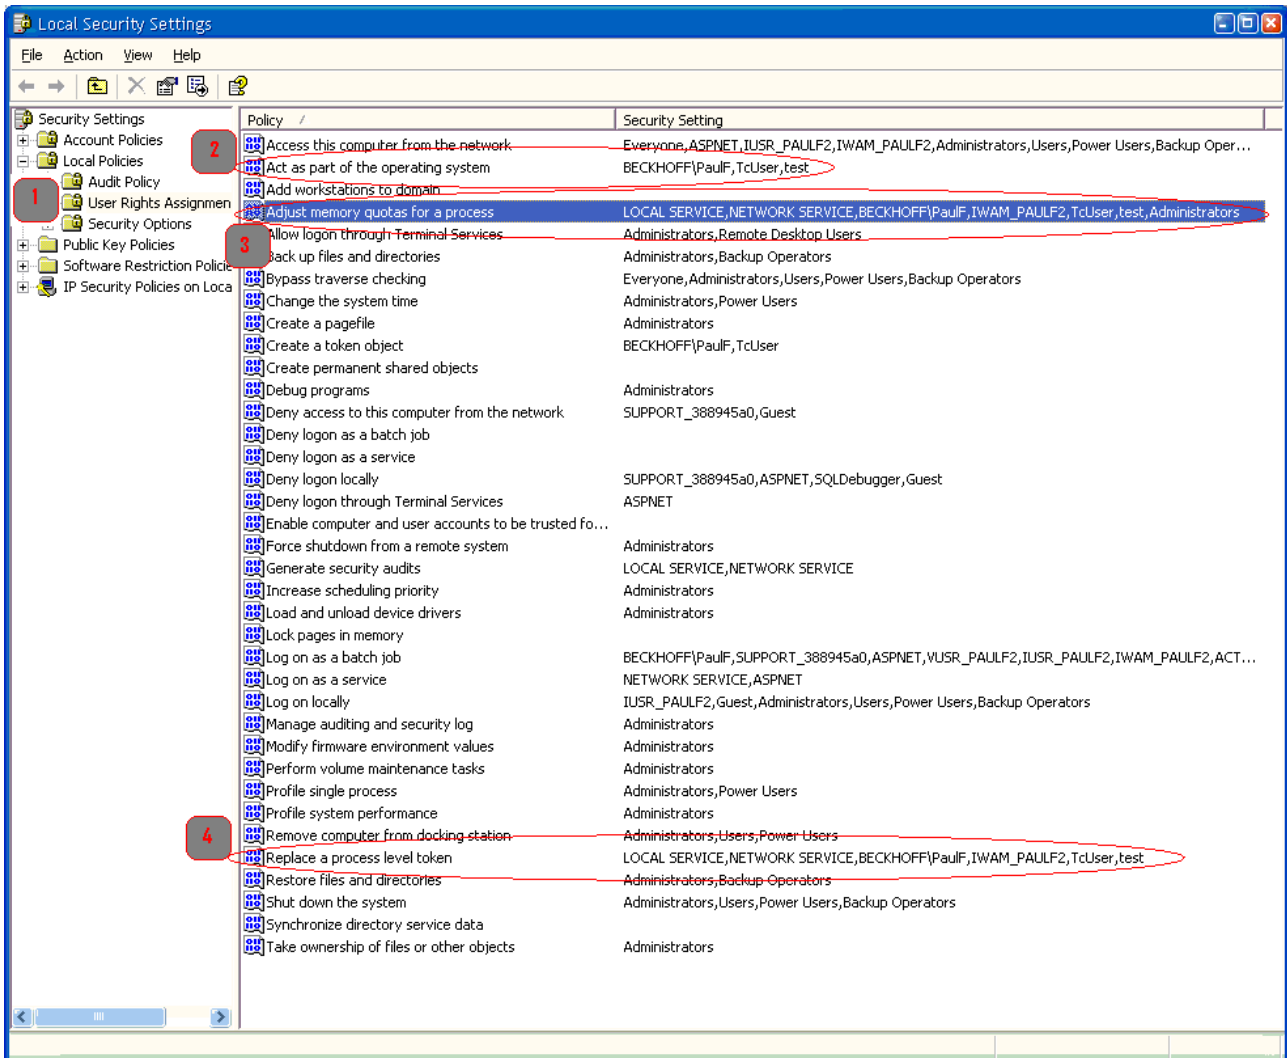 Local Security Settings
File Action View Help
Security Settings
Account Policies
Local Policies
Audit Policy
User Rights Assignmen
Security Options
Public Key Policies
Software Restriction Policie
IP Security Policies on Loca
1
2
3
4
Policy / Security Setting
Access this computer from the network Everyone,ASPNET,IUSR_PAULF2,IWAM_PAULF2,Administrators,Users,Power Users,Backup Oper...
Act as part of the operating system BECKHOFF\PaulF,TcUser,test
Add workstations to domain
Adjust memory quotas for a process LOCAL SERVICE,NETWORK SERVICE,BECKHOFF\PaulF,IWAM_PAULF2,TcUser,test,Administrators
Allow logon through Terminal Services Administrators,Remote Desktop Users
Back up files and directories Administrators,Backup Operators
Bypass traverse checking Everyone,Administrators,Users,Power Users,Backup Operators
Change the system time Administrators,Power Users
Create a pagefile Administrators
Create a token object BECKHOFF\PaulF,TcUser
Create permanent shared objects
Debug programs Administrators
Deny access to this computer from the network SUPPORT_388945a0,Guest
Deny logon as a batch job
Deny logon as a service
Deny logon locally SUPPORT_388945a0,ASPNET,SQLDebugger,Guest
Deny logon through Terminal Services ASPNET
Enable computer and user accounts to be trusted fo...
Force shutdown from a remote system Administrators
Generate security audits LOCAL SERVICE,NETWORK SERVICE
Increase scheduling priority Administrators
Load and unload device drivers Administrators
Lock pages in memory
Log on as a batch job BECKHOFF\PaulF,SUPPORT_388945a0,ASPNET,VUSR_PAULF2,IUSR_PAULF2,IWAM_PAULF2,ACT...
Log on as a service NETWORK SERVICE,ASPNET
Log on locally IUSR_PAULF2,Guest,Administrators,Users,Power Users,Backup Operators
Manage auditing and security log Administrators
Modify firmware environment values Administrators
Perform volume maintenance tasks Administrators
Profile single process Administrators,Power Users
Profile system performance Administrators
Remove computer from docking station Administrators,Users,Power Users
Replace a process level token LOCAL SERVICE,NETWORK SERVICE,BECKHOFF\PaulF,IWAM_PAULF2,TcUser,test
Restore files and directories Administrators,Backup Operators
Shut down the system Administrators,Users,Power Users,Backup Operators
Synchronize directory service data
Take ownership of files or other objects Administrators